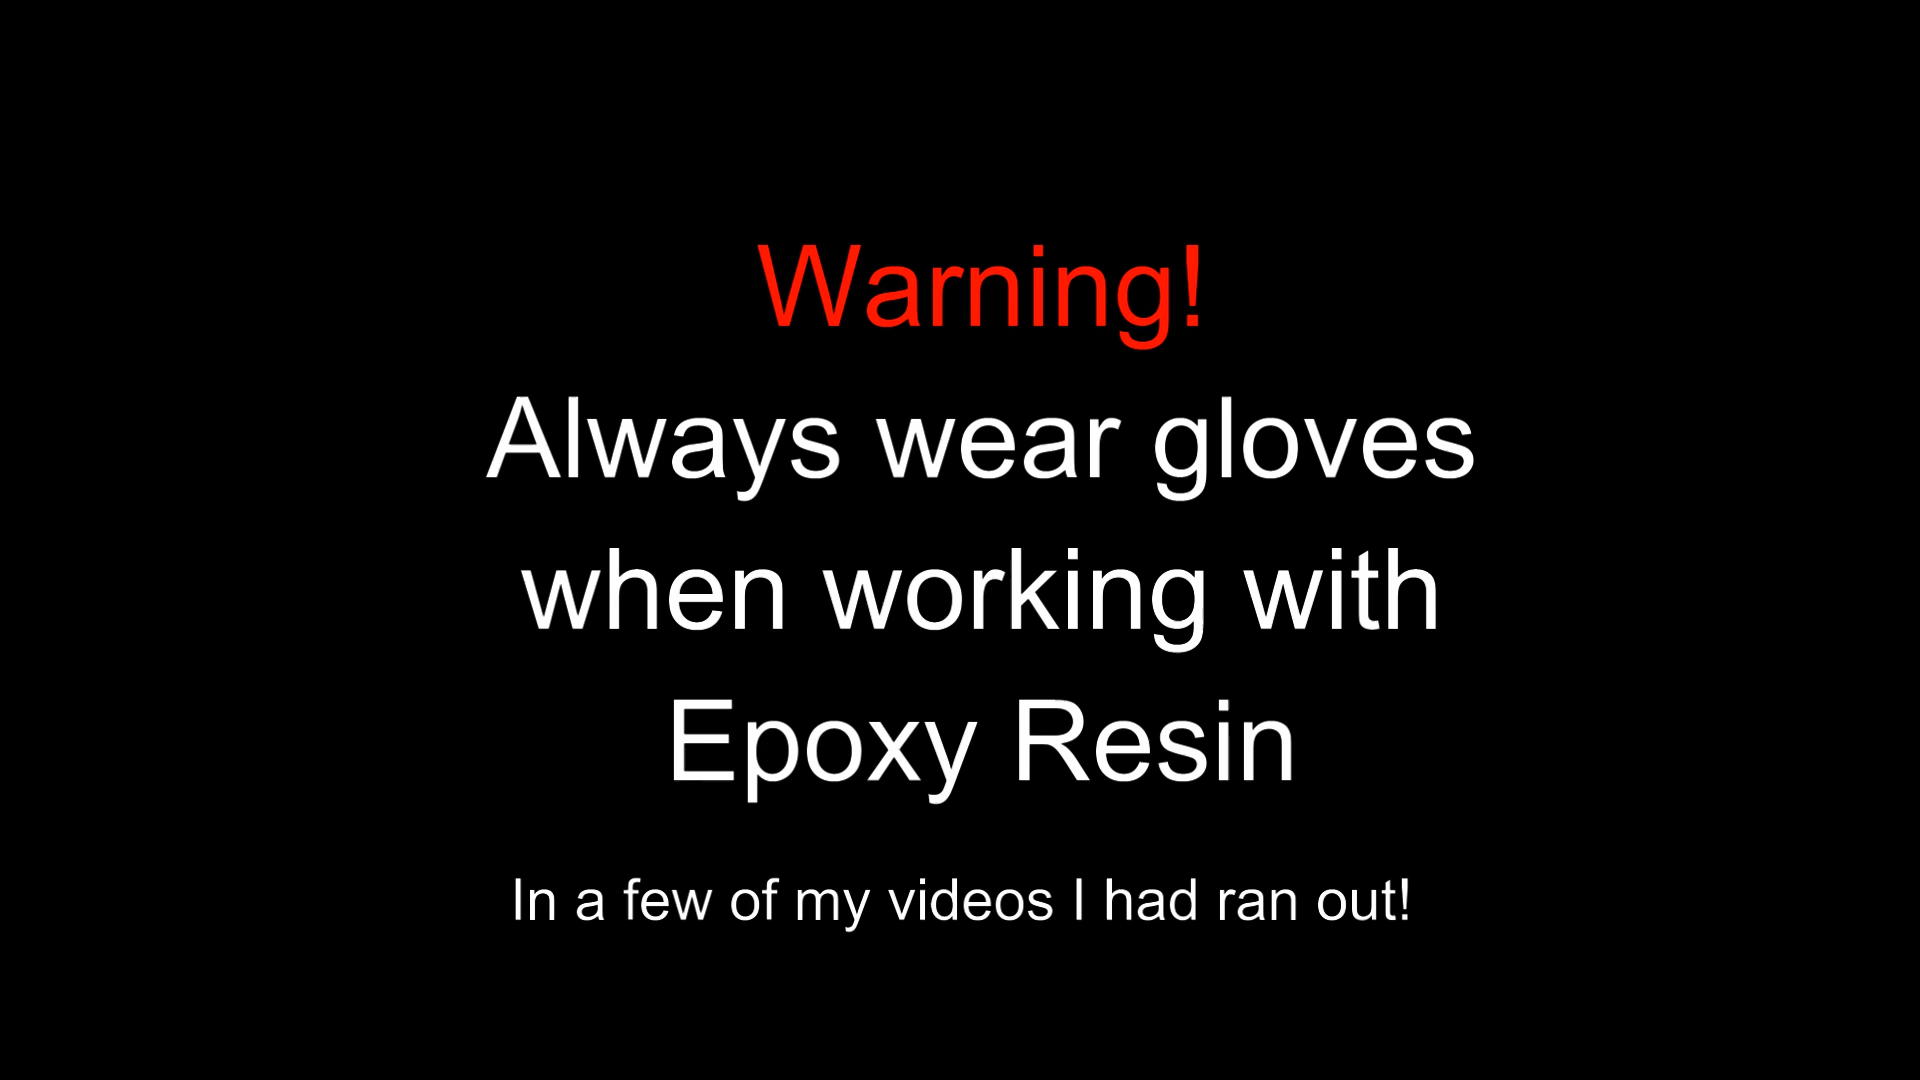 Warning!
Always wear gloves
when working with
Epoxy Resin
In a few of my videos I had ran out!